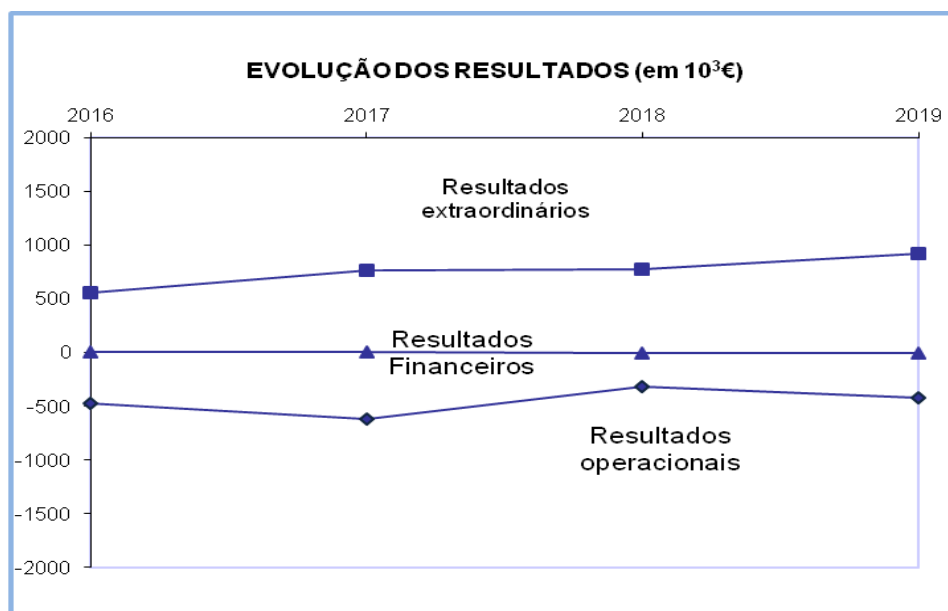 EVOLUÇÃO DOS RESULTADOS (em 10³€)
2016 2017 2018 2019
2000
1500
1000
500
0
-500
-1000
-1500
-2000
Resultados
extraordinários
Resultados
Financeiros
Resultados
operacionais